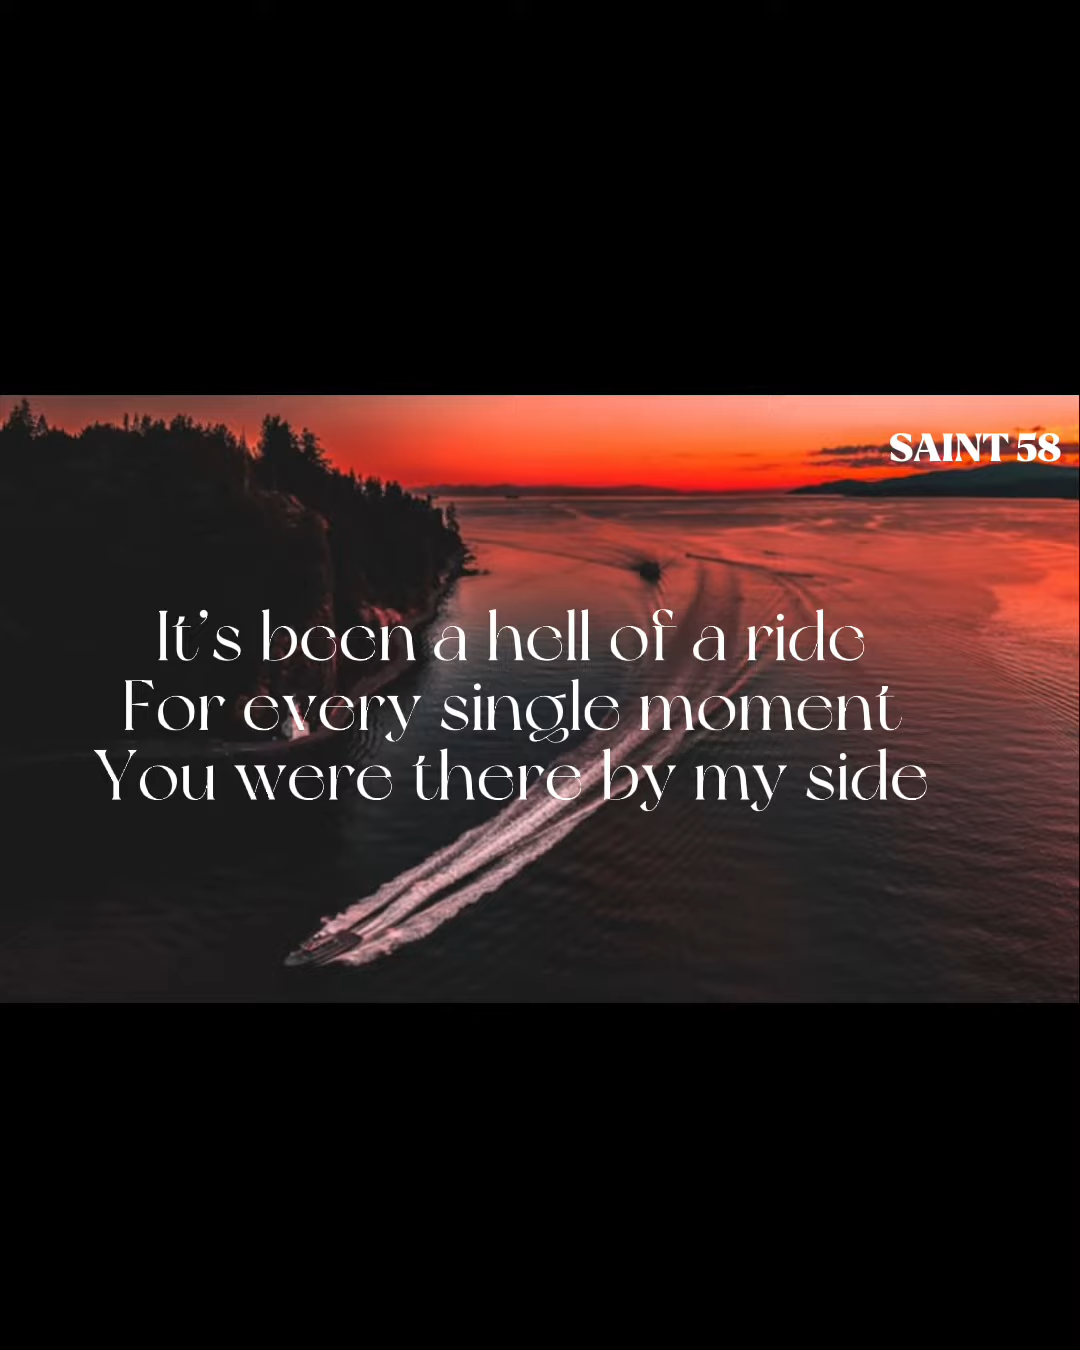 SAINT 58
It's been a hell of a ride
For every single moment
You were there by my side